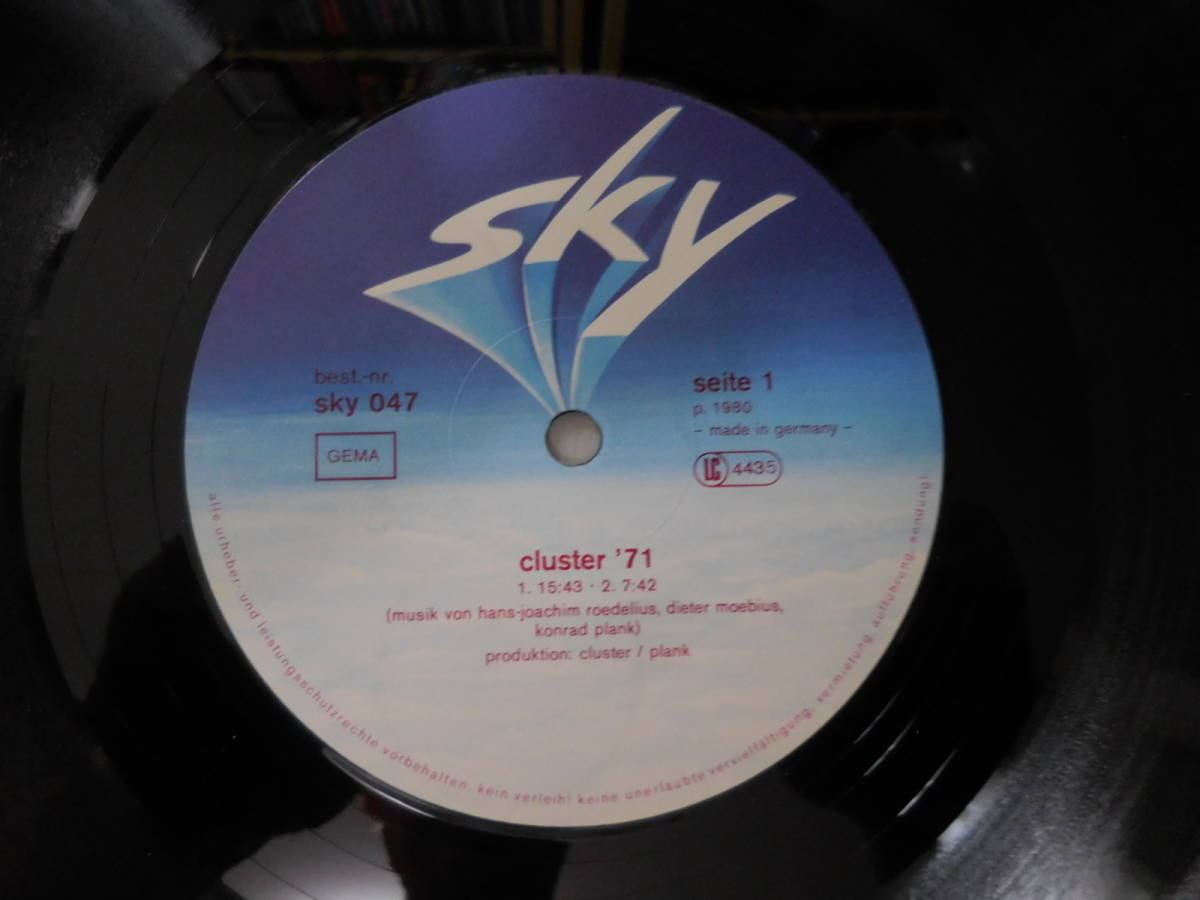 sky
best.-nr.
sky 047
GEMA
seite 1
p. 1980
– made in germany –
LC 4435
cluster '71
1. 15:43 · 2. 7:42
(musik von hans-joachim roedelius, dieter moebius,
konrad plank)
produktion: cluster / plank
alle urheber- und leistungsschutzrechte vorbehalten. kein verleih! keine unerlaubte vervielfältigung, vermietung, aufführung, sendung!